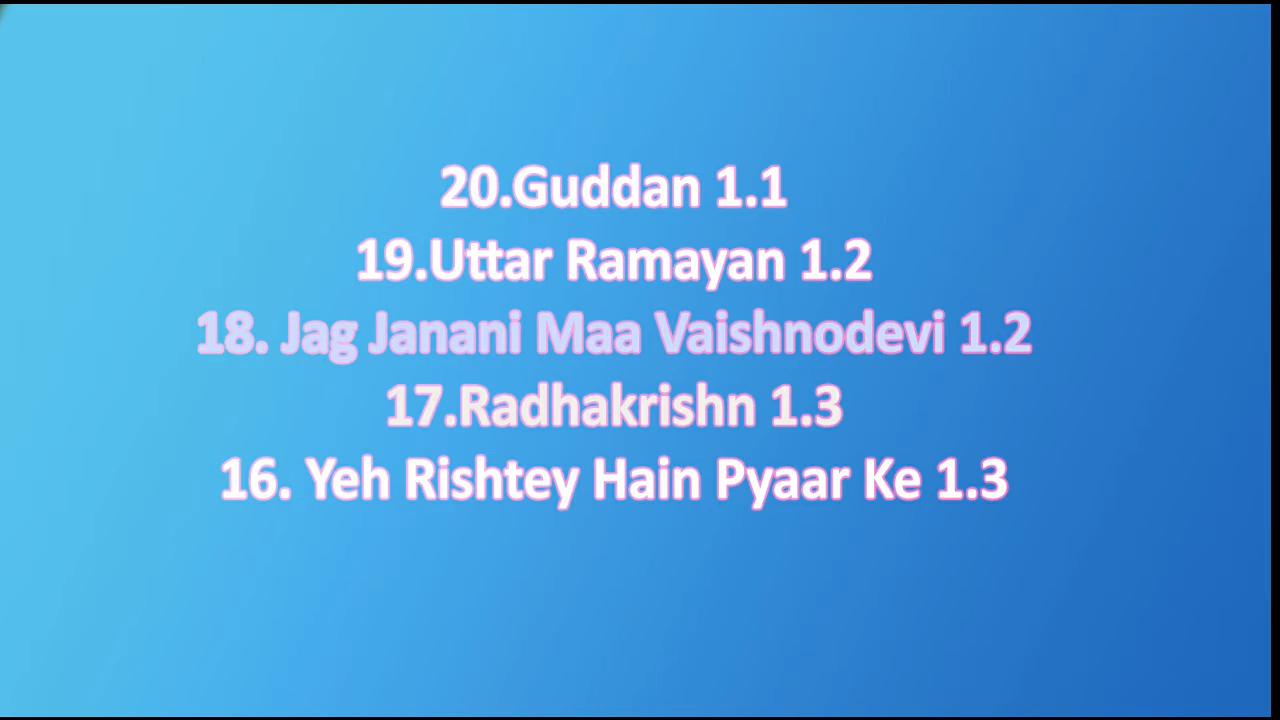 20.Guddan 1.1
19.Uttar Ramayan 1.2
18. Jag Janani Maa Vaishnodevi 1.2
17.Radhakrishn 1.3
16. Yeh Rishtey Hain Pyaar Ke 1.3